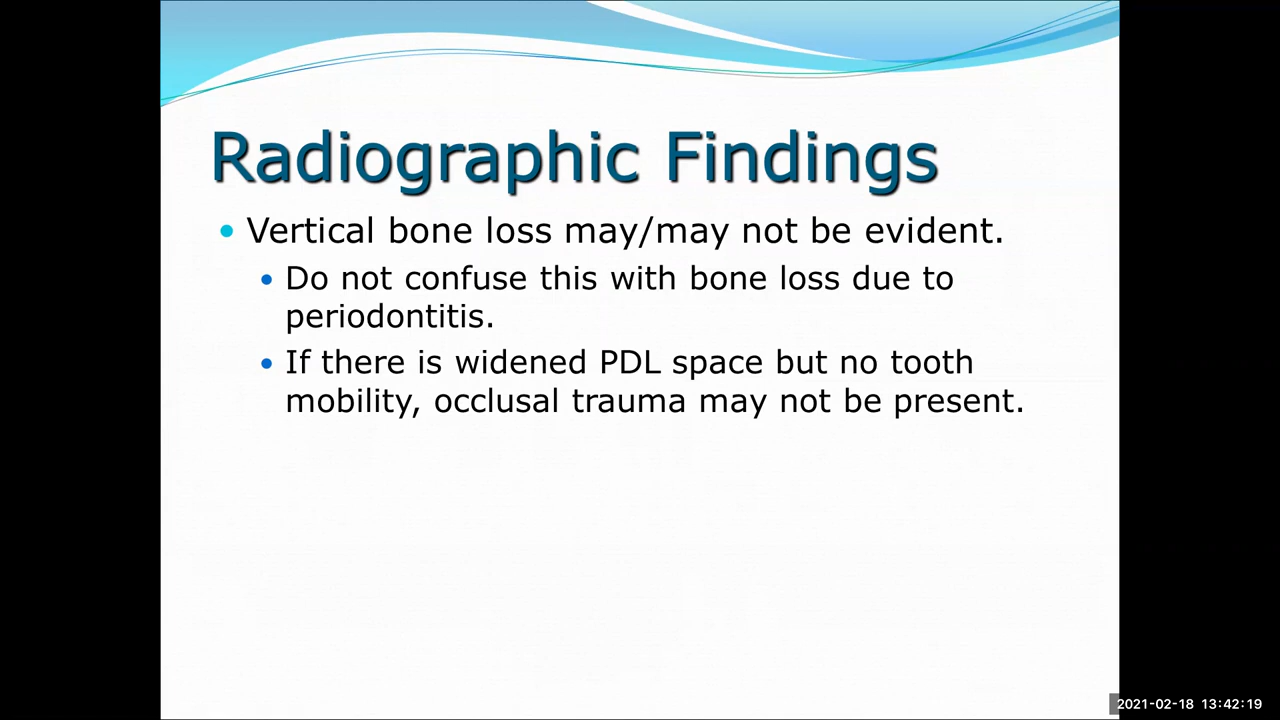 Radiographic Findings
Vertical bone loss may/may not be evident.
Do not confuse this with bone loss due to
periodontitis.
If there is widened PDL space but no tooth
mobility, occlusal trauma may not be present.
2021-02-18 13:42:19